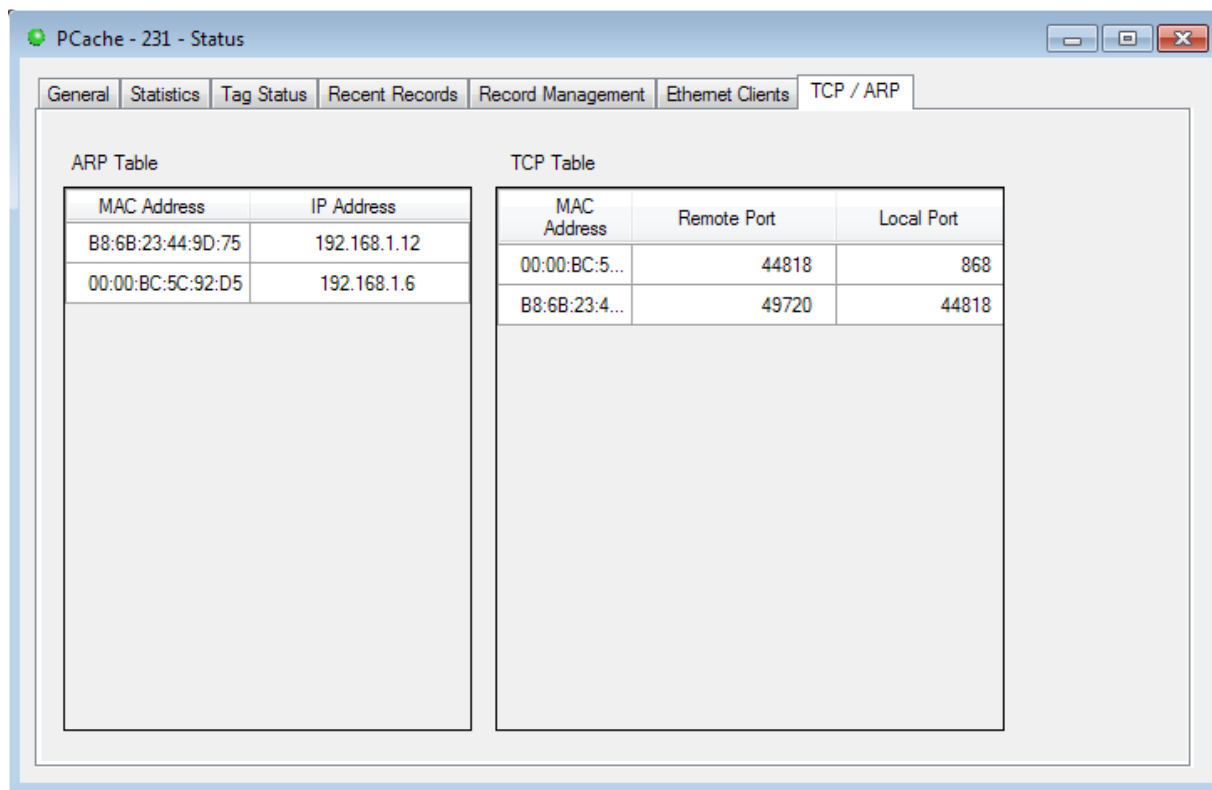 PCache - 231 - Status
General Statistics Tag Status Recent Records Record Management Ethernet Clients TCP / ARP
ARP Table
MAC Address IP Address
B8:6B:23:44:9D:75 192.168.1.12
00:00:BC:5C:92:D5 192.168.1.6
TCP Table
MAC
Address Remote Port Local Port
00:00:BC:5... 44818 868
B8:6B:23:4... 49720 44818